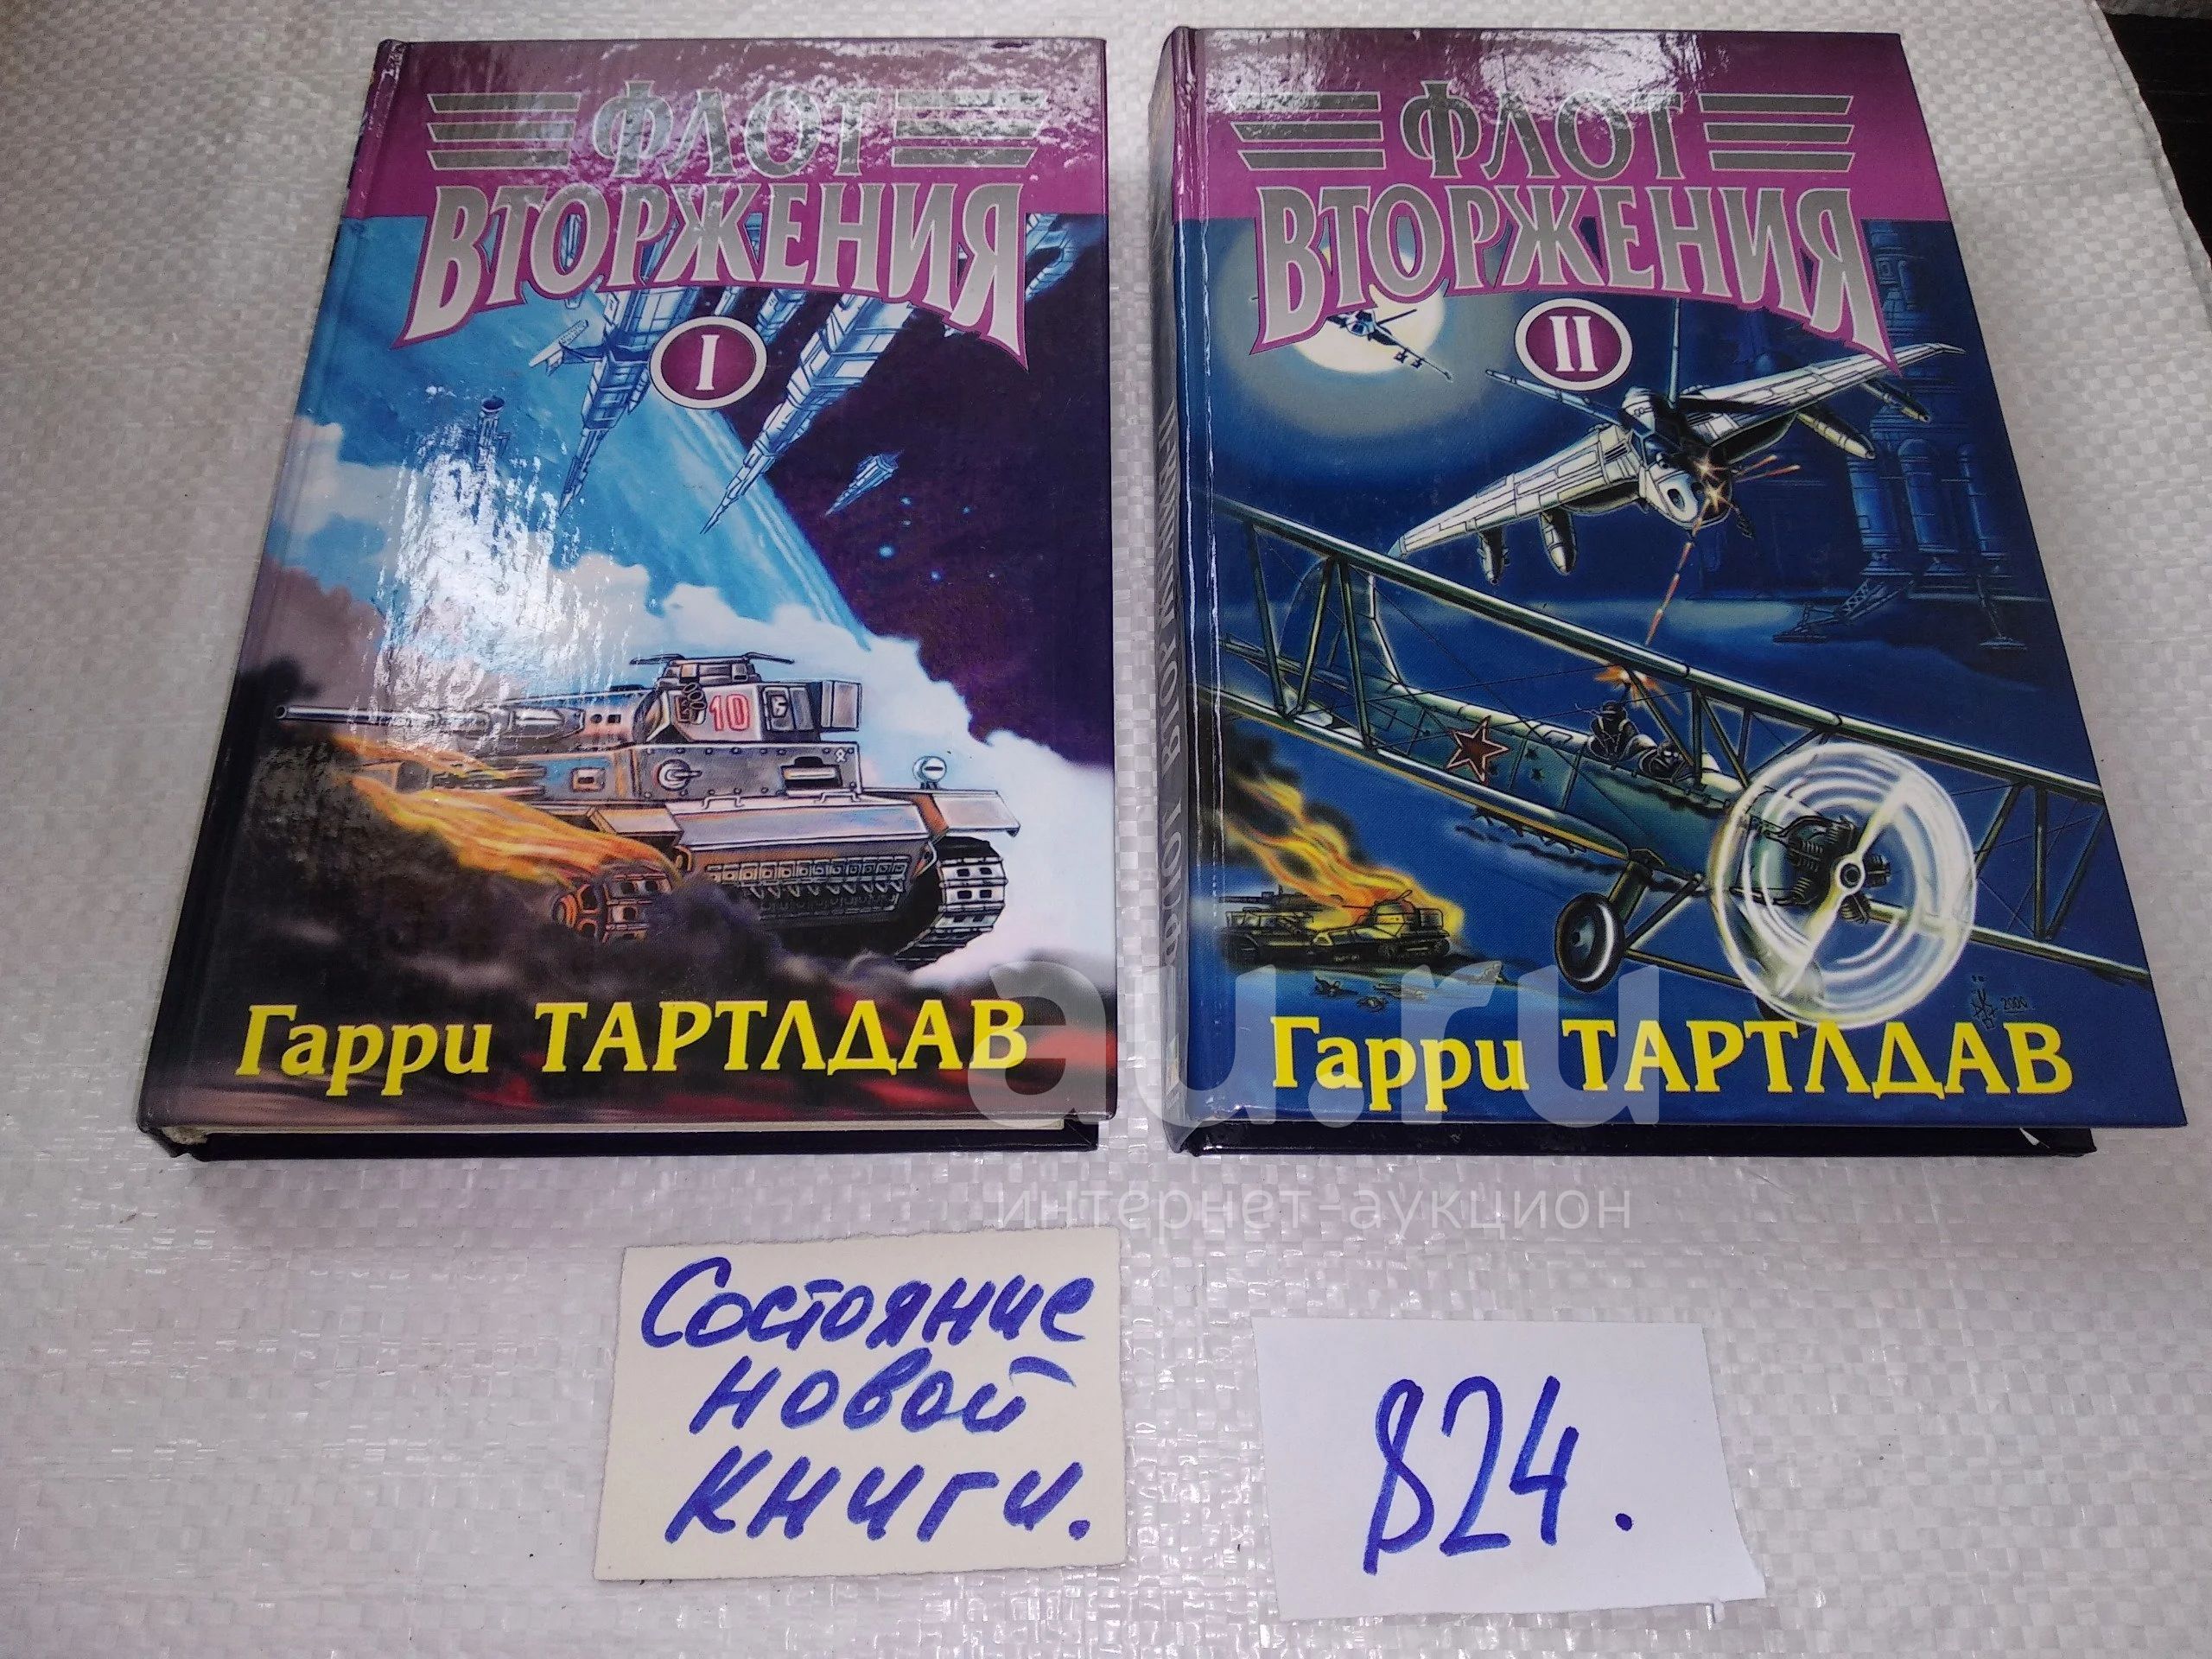 ФЛОТ
ВТОРЖЕНИЯ
I
10
Гарри ТАРТЛДАВ
ФЛОТ
ВТОРЖЕНИЯ
II
ФЛОТ ВТОРЖЕНИЯ
2000
Гарри ТАРТЛДАВ
au.ru
интернет-аукцион
Состояние
новой
книги.
824.